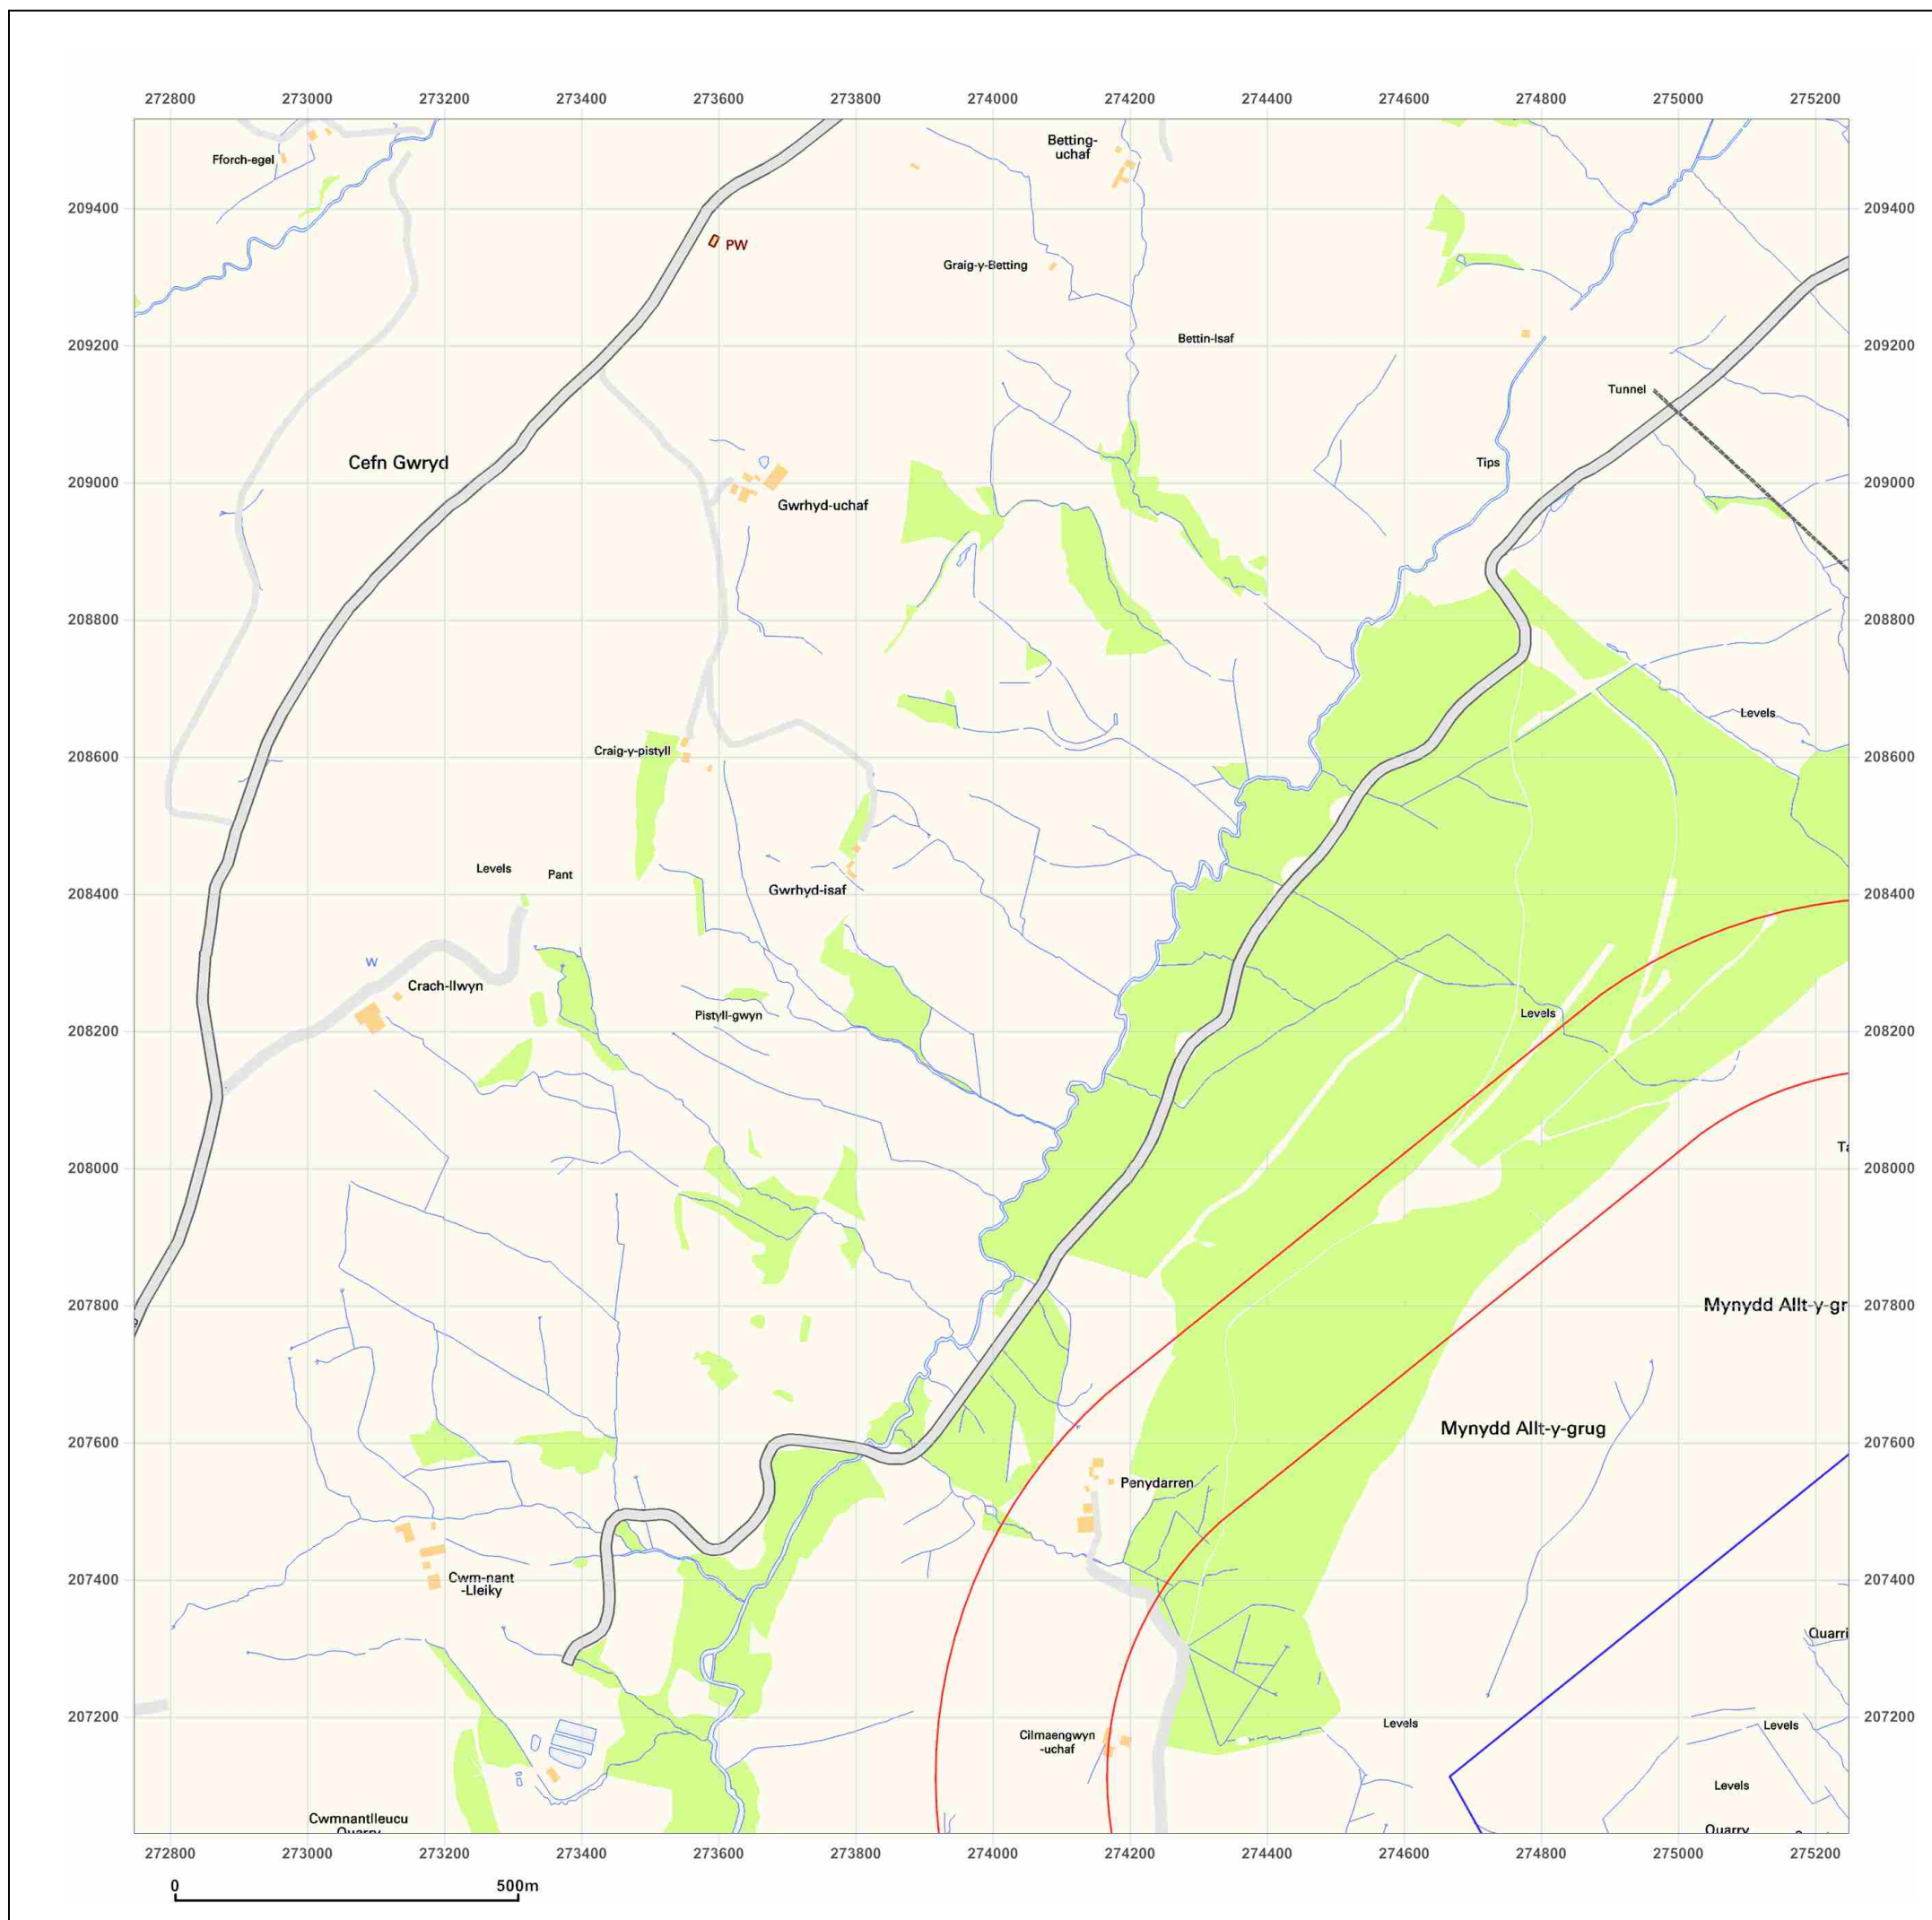 272800 273000 273200 273400 273600 273800 274000 274200 274400 274600 274800 275000 275200
Betting-
uchaf
Fforch-egel
209400 209400
PW
Graig-y-Betting
Bettin-Isaf
209200 209200
Tunnel
Cefn Gwryd
Tips
209000 209000
Gwrhyd-uchaf
208800 208800
Levels
Craig-y-pistyll
208600 208600
Levels
Pant
Gwrhyd-isaf
208400 208400
W
Crach-llwyn
Pistyll-gwyn
Levels
208200 208200
Ta
208000 208000
207800 Mynydd Allt-y-gr 207800
Mynydd Allt-y-grug
207600 207600
Penydarren
207400 207400
Cwm-nant
-Lleiky
Quarri
207200 207200
Levels
Levels
Cilmaengwyn
-uchaf
Levels
Cwmnantlleucu
Quarry
Quarry
272800 273000 273200 273400 273600 273800 274000 274200 274400 274600 274800 275000 275200
0 500m